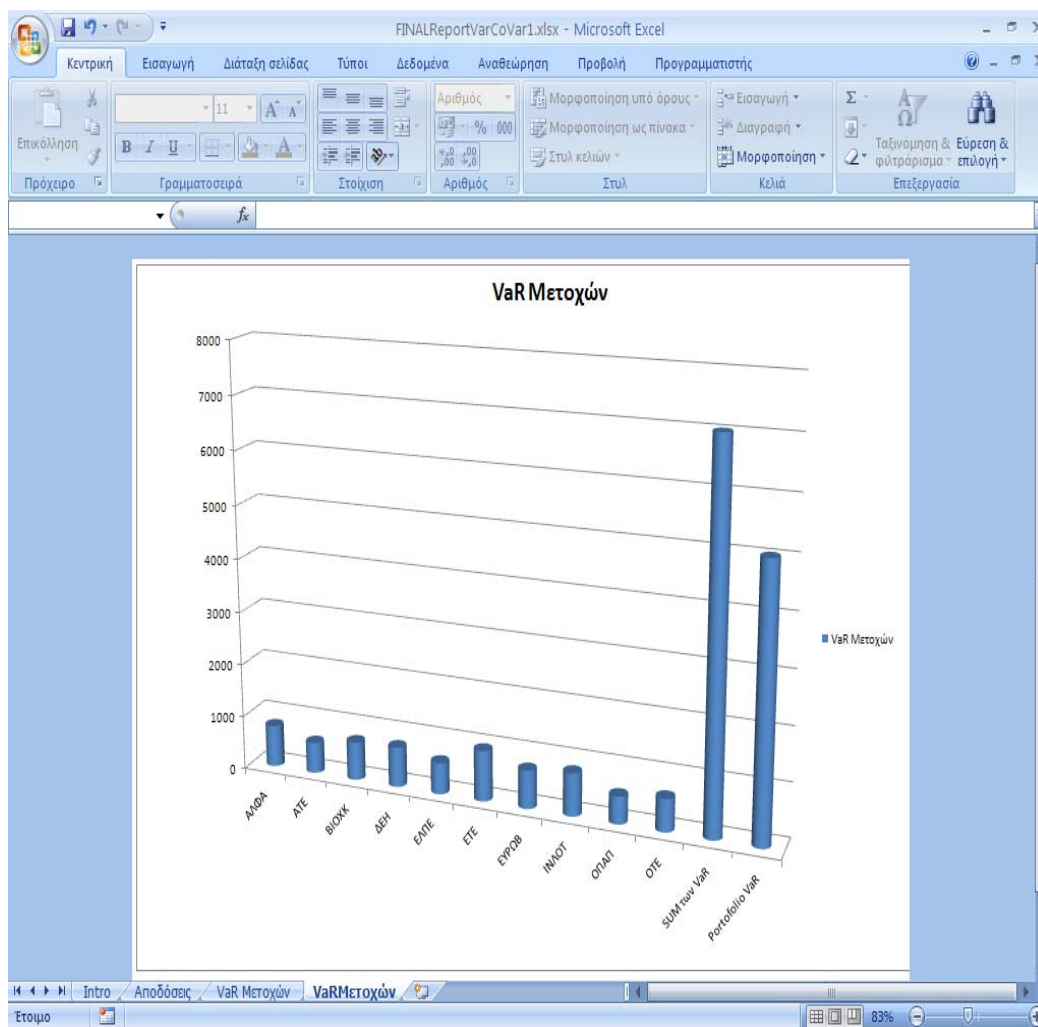 FINALReportVarCoVar1.xlsx - Microsoft Excel
Κεντρική Εισαγωγή Διάταξη σελίδας Τύποι Δεδομένα Αναθεώρηση Προβολή Προγραμματιστής
Επικόλληση
11 A A
B I U A
Αριθμός
% 000
Μορφοποίηση υπό όρους
Μορφοποίηση ως πίνακα
Στυλ κελιών
Εισαγωγή
Διαγραφή
Μορφοποίηση
Σ
Ταξινόμηση & φιλτράρισμα
Εύρεση & επιλογή
Πρόχειρο Γραμματοσειρά Στοίχιση Αριθμός Στυλ Κελιά Επεξεργασία
fx
VaR Μετοχών
8000
7000
6000
5000
4000
3000
2000
1000
0
ΑΛΦΑ ΑΤΕ ΒΙΟΧΚ ΔΕΗ ΕΛΠΕ ΕΤΕ ΕΥΡΩΒ ΙΝΛΟΤ ΟΠΑΠ ΟΤΕ SUM των VaR Portofolio VaR
VaR Μετοχών
Intro Αποδόσεις VaR Μετοχών VaRΜετοχών
Έτοιμο 83%